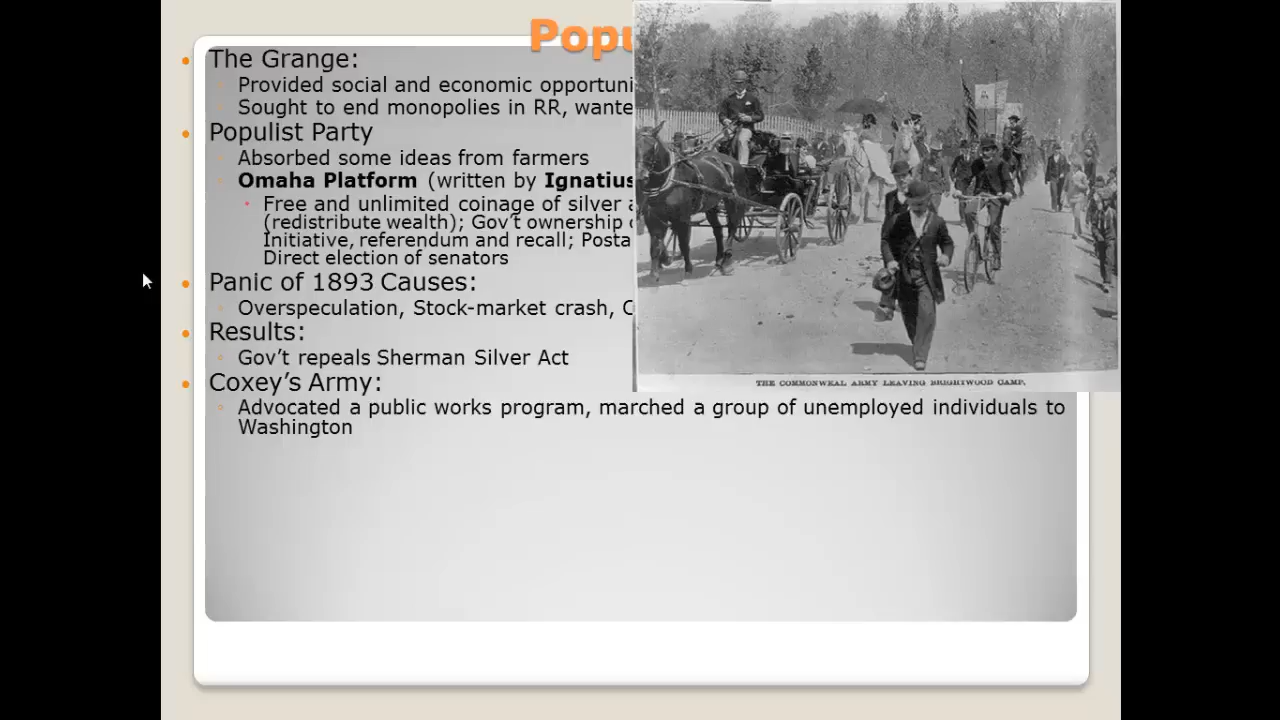 Popu
The Grange:
Provided social and economic opportuni
Sought to end monopolies in RR, wante
Populist Party
Absorbed some ideas from farmers
Omaha Platform (written by Ignatius
Free and unlimited coinage of silver a
(redistribute wealth); Gov't ownership o
Initiative, referendum and recall; Posta
Direct election of senators
Panic of 1893 Causes:
Overspeculation, Stock-market crash, C
Results:
Gov't repeals Sherman Silver Act
Coxey's Army:
Advocated a public works program, marched a group of unemployed individuals to
Washington
THE COMMONWEAL ARMY LEAVING BRIGHTWOOD CAMP.